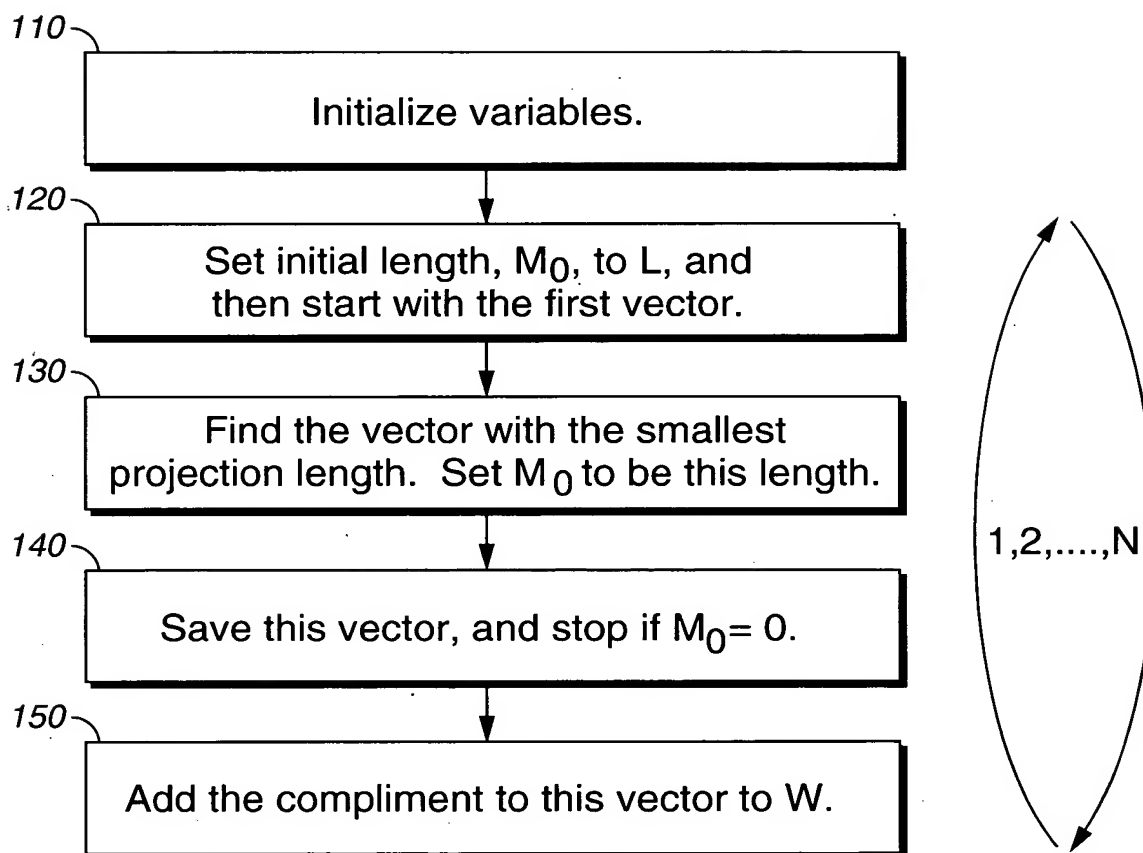 110
Initialize variables.
120
Set initial length, M0, to L, and
then start with the first vector.
130
Find the vector with the smallest
projection length. Set M0 to be this length.
140
Save this vector, and stop if M0= 0.
150
Add the compliment to this vector to W.
1,2,....,N